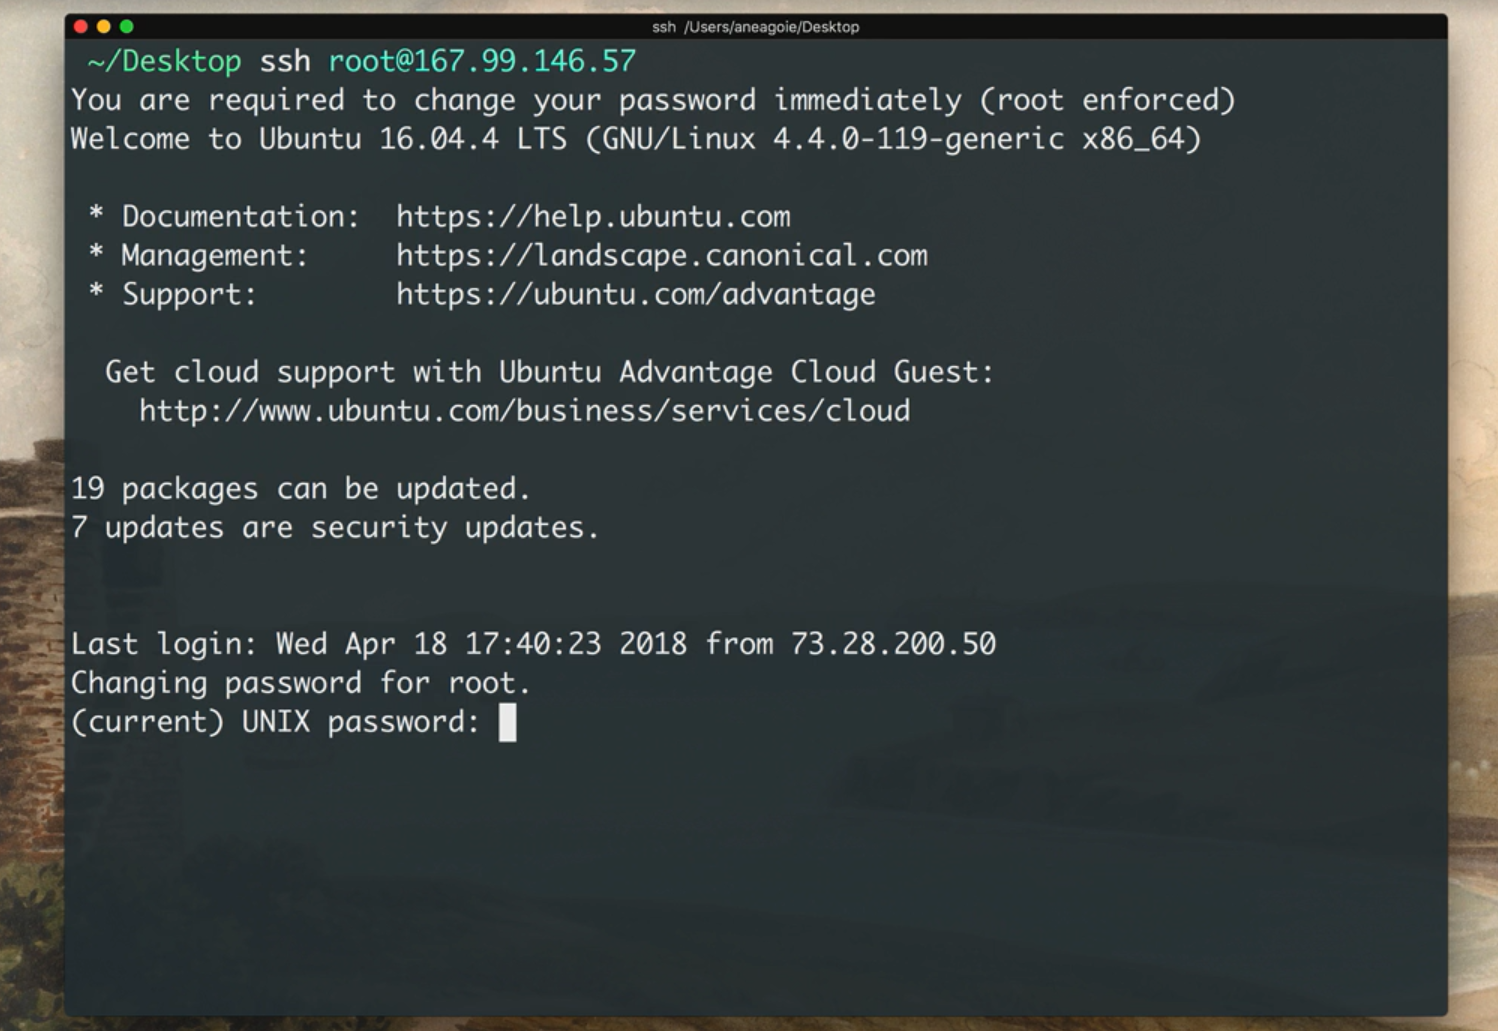 ssh /Users/aneagoie/Desktop
~/Desktop ssh root@167.99.146.57
You are required to change your password immediately (root enforced)
Welcome to Ubuntu 16.04.4 LTS (GNU/Linux 4.4.0-119-generic x86_64)
* Documentation: https://help.ubuntu.com
* Management: https://landscape.canonical.com
* Support: https://ubuntu.com/advantage
Get cloud support with Ubuntu Advantage Cloud Guest:
http://www.ubuntu.com/business/services/cloud
19 packages can be updated.
7 updates are security updates.
Last login: Wed Apr 18 17:40:23 2018 from 73.28.200.50
Changing password for root.
(current) UNIX password: